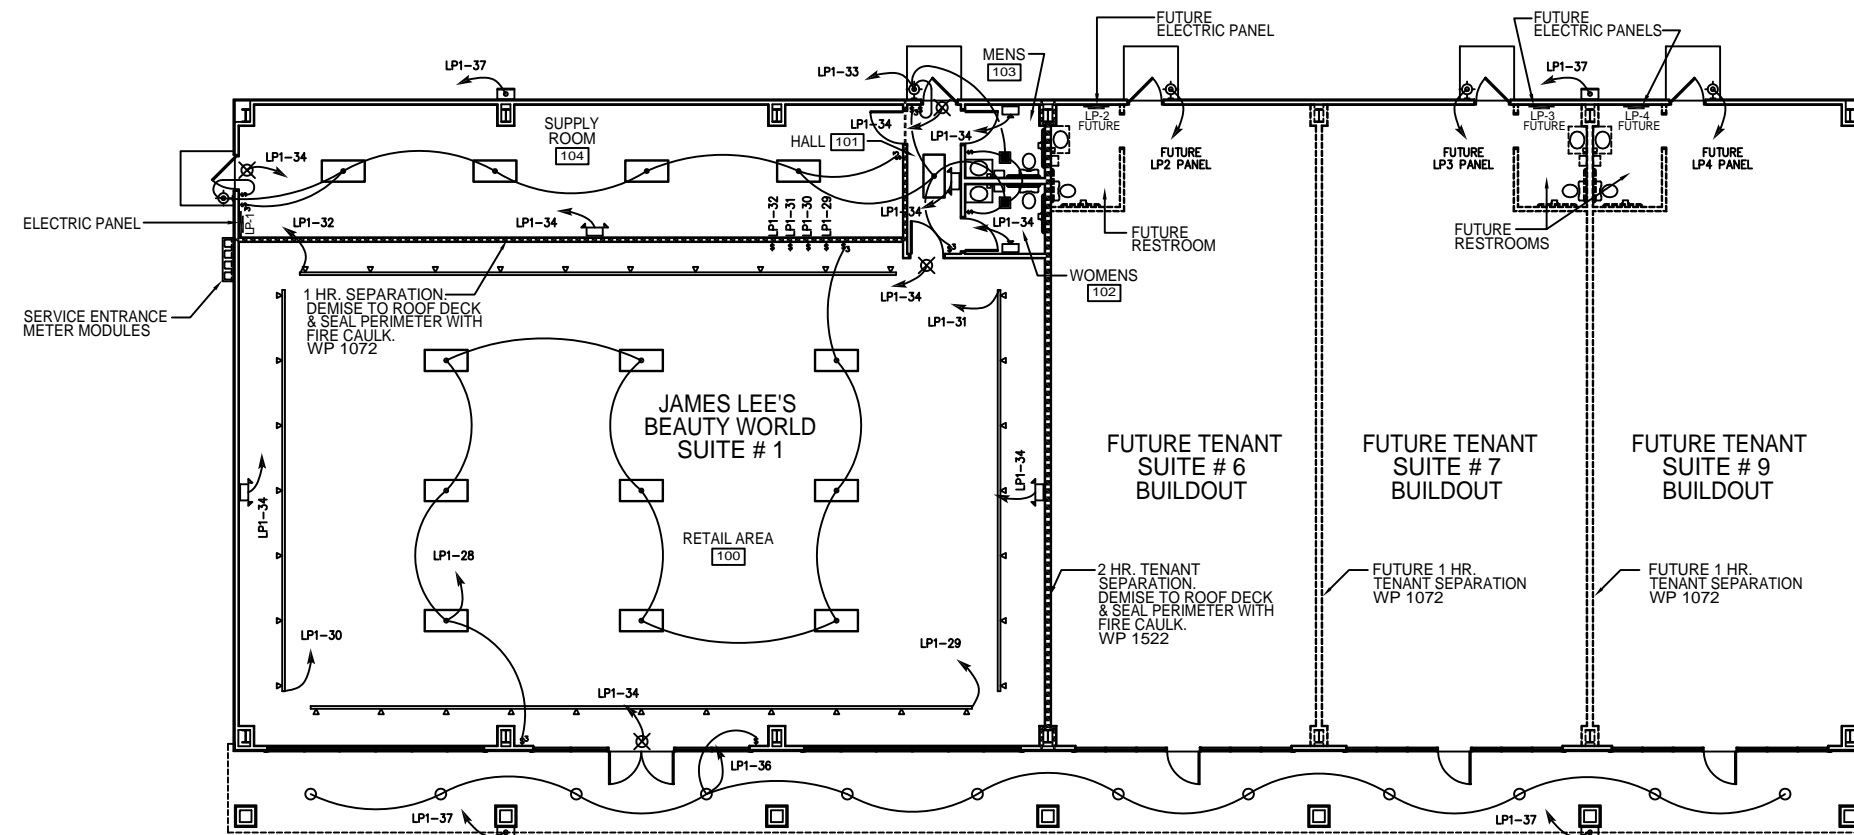 FUTURE
ELECTRIC PANEL
FUTURE
ELECTRIC PANELS
MENS
103
LP1-37
LP1-33
LP1-37
SUPPLY
ROOM
104
HALL 101
LP1-34
LP1-34
LP1-34
LP-2
FUTURE
LP-3
FUTURE
LP-4
FUTURE
FUTURE
LP2 PANEL
FUTURE
LP3 PANEL
FUTURE
LP4 PANEL
ELECTRIC PANEL
LP-1
3
LP1-32
LP1-34
LP1-32
LP1-31
LP1-30
LP1-29
LP1-34
LP1-34
FUTURE
RESTROOM
FUTURE
RESTROOMS
WOMENS
102
SERVICE ENTRANCE
METER MODULES
1 HR. SEPARATION.
DEMISE TO ROOF DECK
& SEAL PERIMETER WITH
FIRE CAULK.
WP 1072
LP1-34
LP1-31
JAMES LEE'S
BEAUTY WORLD
SUITE # 1
FUTURE TENANT
SUITE # 6
BUILDOUT
FUTURE TENANT
SUITE # 7
BUILDOUT
FUTURE TENANT
SUITE # 9
BUILDOUT
LP1-34
LP1-34
RETAIL AREA
100
LP1-28
2 HR. TENANT
SEPARATION.
DEMISE TO ROOF DECK
& SEAL PERIMETER WITH
FIRE CAULK.
WP 1522
FUTURE 1 HR.
TENANT SEPARATION
WP 1072
FUTURE 1 HR.
TENANT SEPARATION
WP 1072
LP1-30
LP1-29
LP1-34
LP1-36
LP1-37
LP1-37